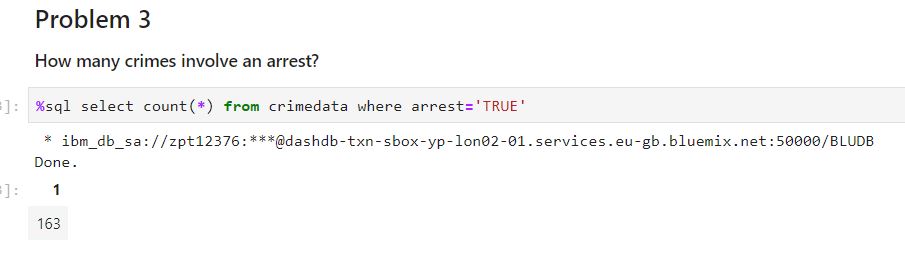 Problem 3
How many crimes involve an arrest?
]: %sql select count(*) from crimedata where arrest='TRUE'
* ibm_db_sa://zpt12376:***@dashdb-txn-sbox-yp-lon02-01.services.eu-gb.bluemix.net:50000/BLUDB
Done.
]: 1
163